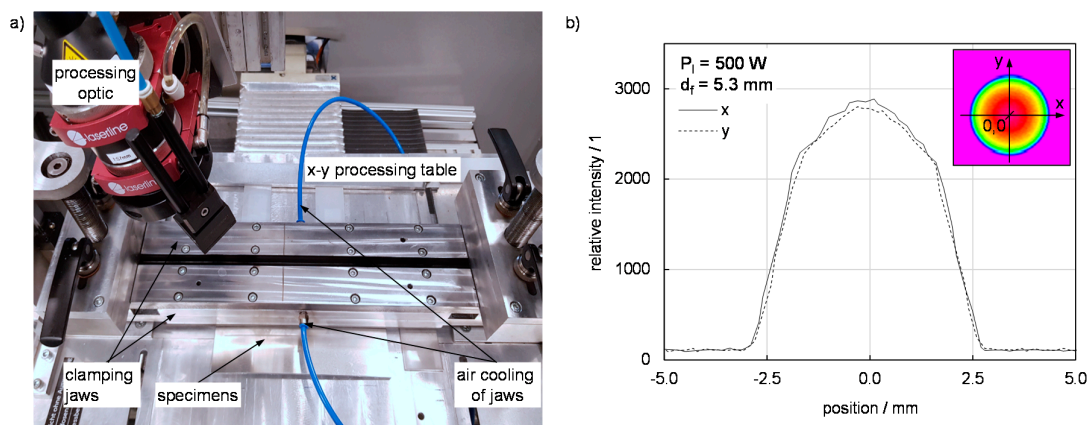 a)
processing
optic
laserline
laserline
x-y processing table
clamping
jaws
specimens
air cooling
of jaws
b)
Pl = 500 W
df = 5.3 mm
x
y
y
x
0,0
relative intensity / 1
3000
2000
1000
0
-5.0
-2.5
0.0
2.5
5.0
position / mm